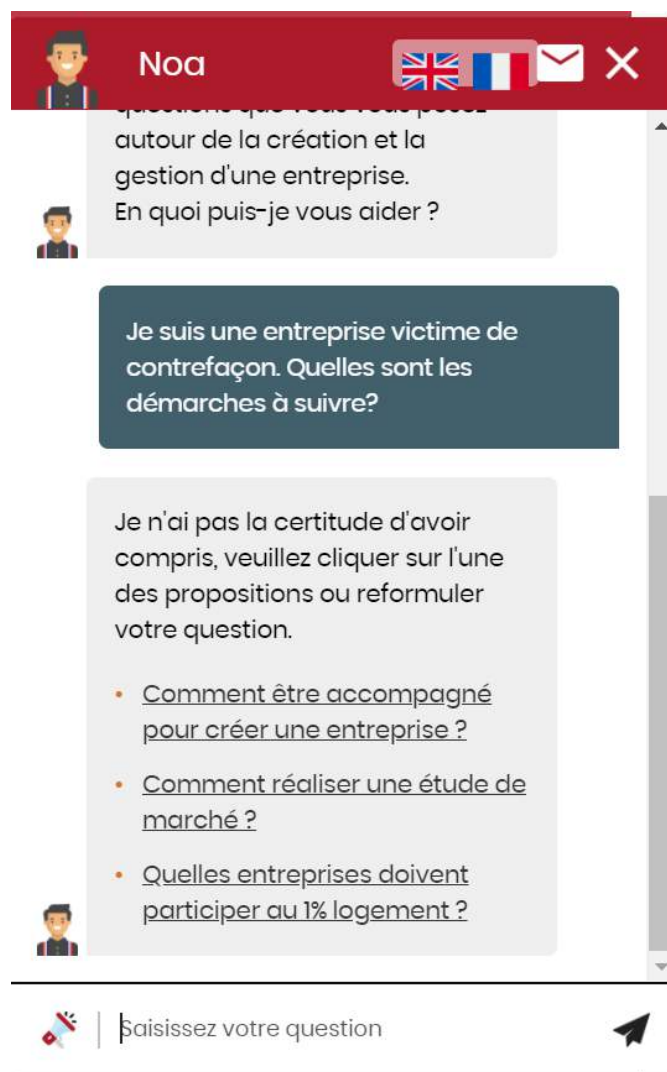 Noa
autour de la création et la
gestion d'une entreprise.
En quoi puis-je vous aider ?
Je suis une entreprise victime de
contrefaçon. Quelles sont les
démarches à suivre?
Je n'ai pas la certitude d'avoir
compris, veuillez cliquer sur l'une
des propositions ou reformuler
votre question.
• Comment être accompagné
pour créer une entreprise ?
• Comment réaliser une étude de
marché ?
• Quelles entreprises doivent
participer au 1% logement ?
Saisissez votre question